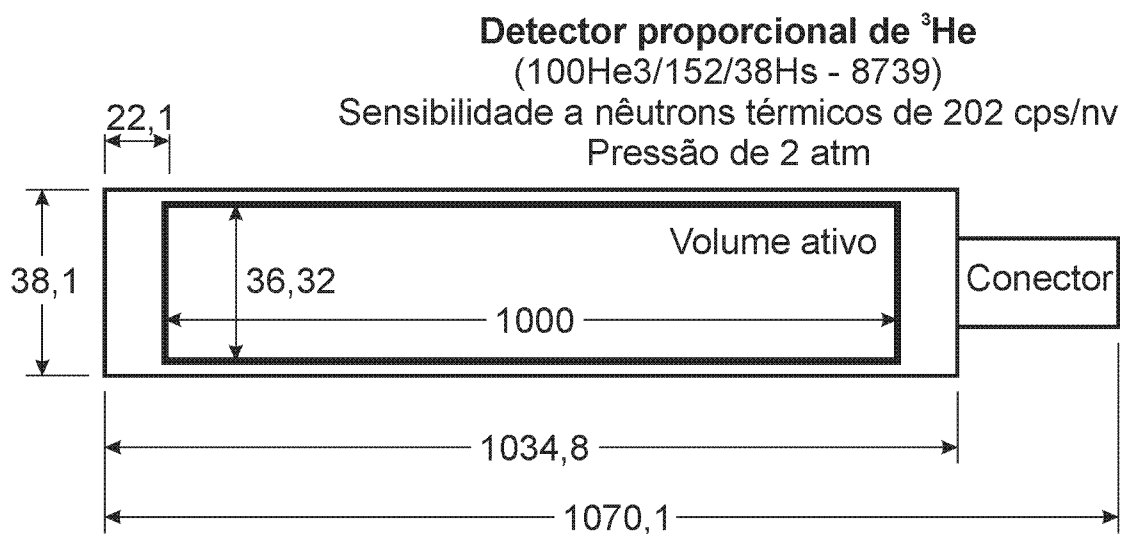 Detector proporcional de ³He
(100He3/152/38Hs - 8739)
Sensibilidade a nêutrons térmicos de 202 cps/nv
Pressão de 2 atm
22,1
Volume ativo
38,1
36,32
Conector
1000
1034,8
1070,1